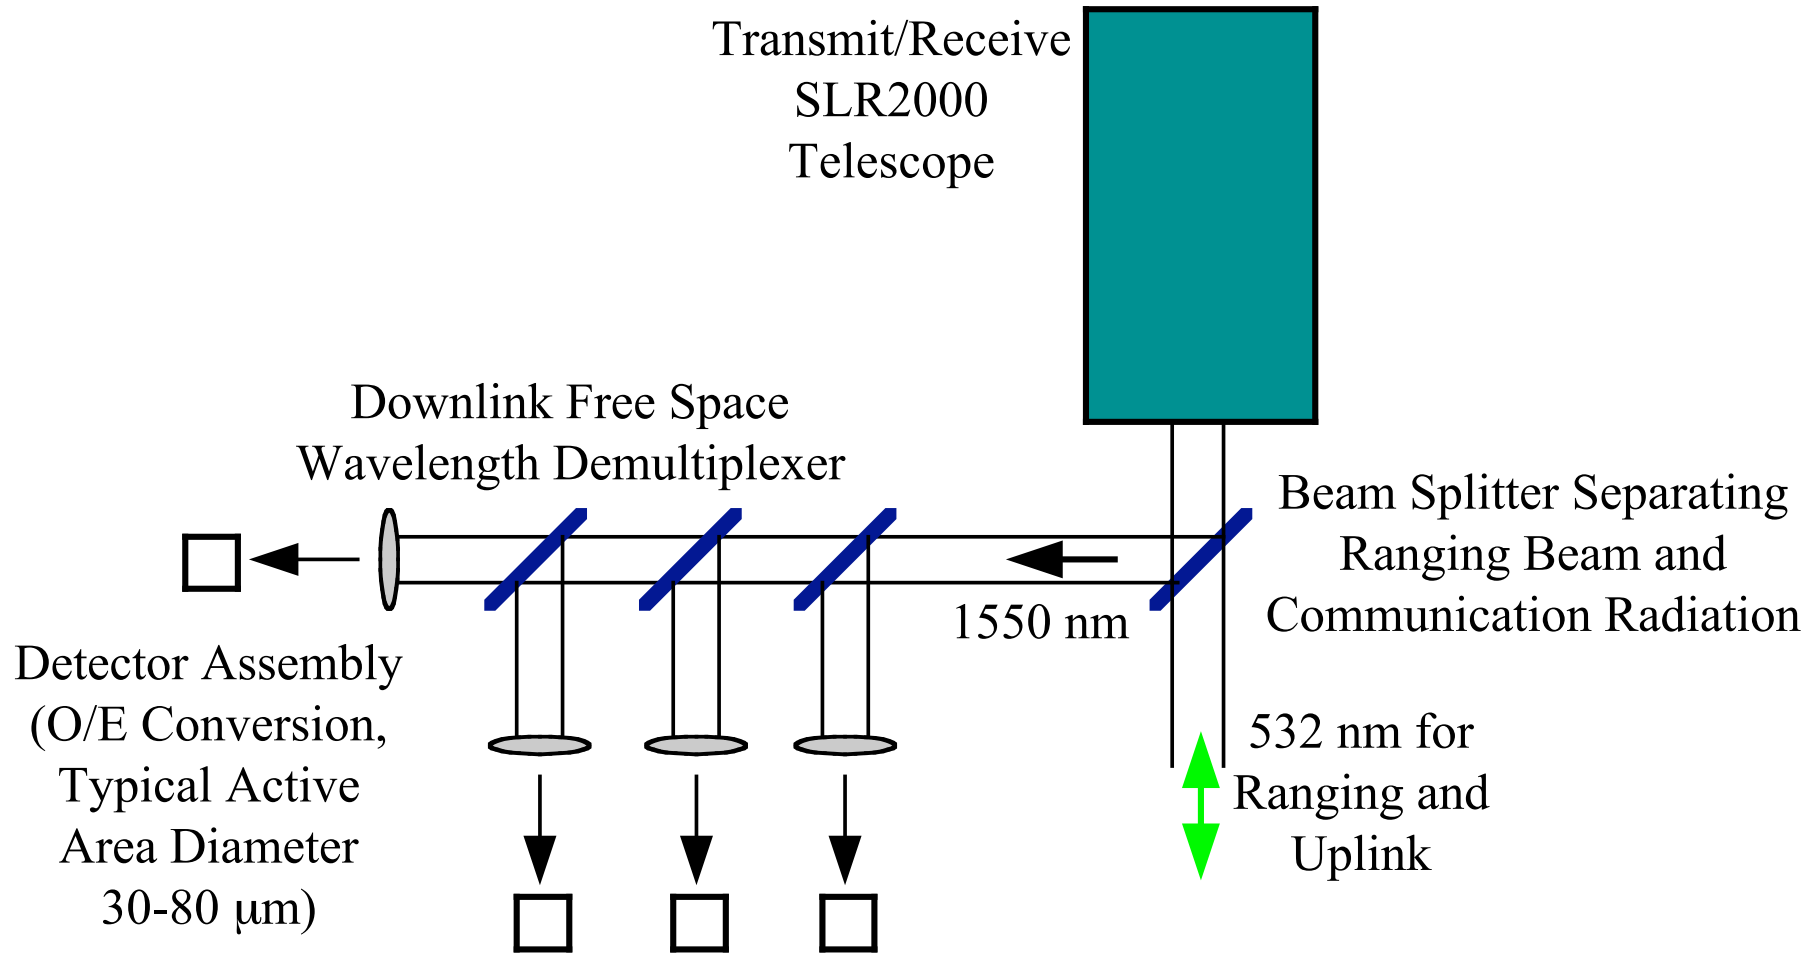 Transmit/Receive
SLR2000
Telescope
Downlink Free Space
Wavelength Demultiplexer
Beam Splitter Separating
Ranging Beam and
Communication Radiation
1550 nm
Detector Assembly
(O/E Conversion,
Typical Active
Area Diameter
30-80 μm)
532 nm for
Ranging and
Uplink